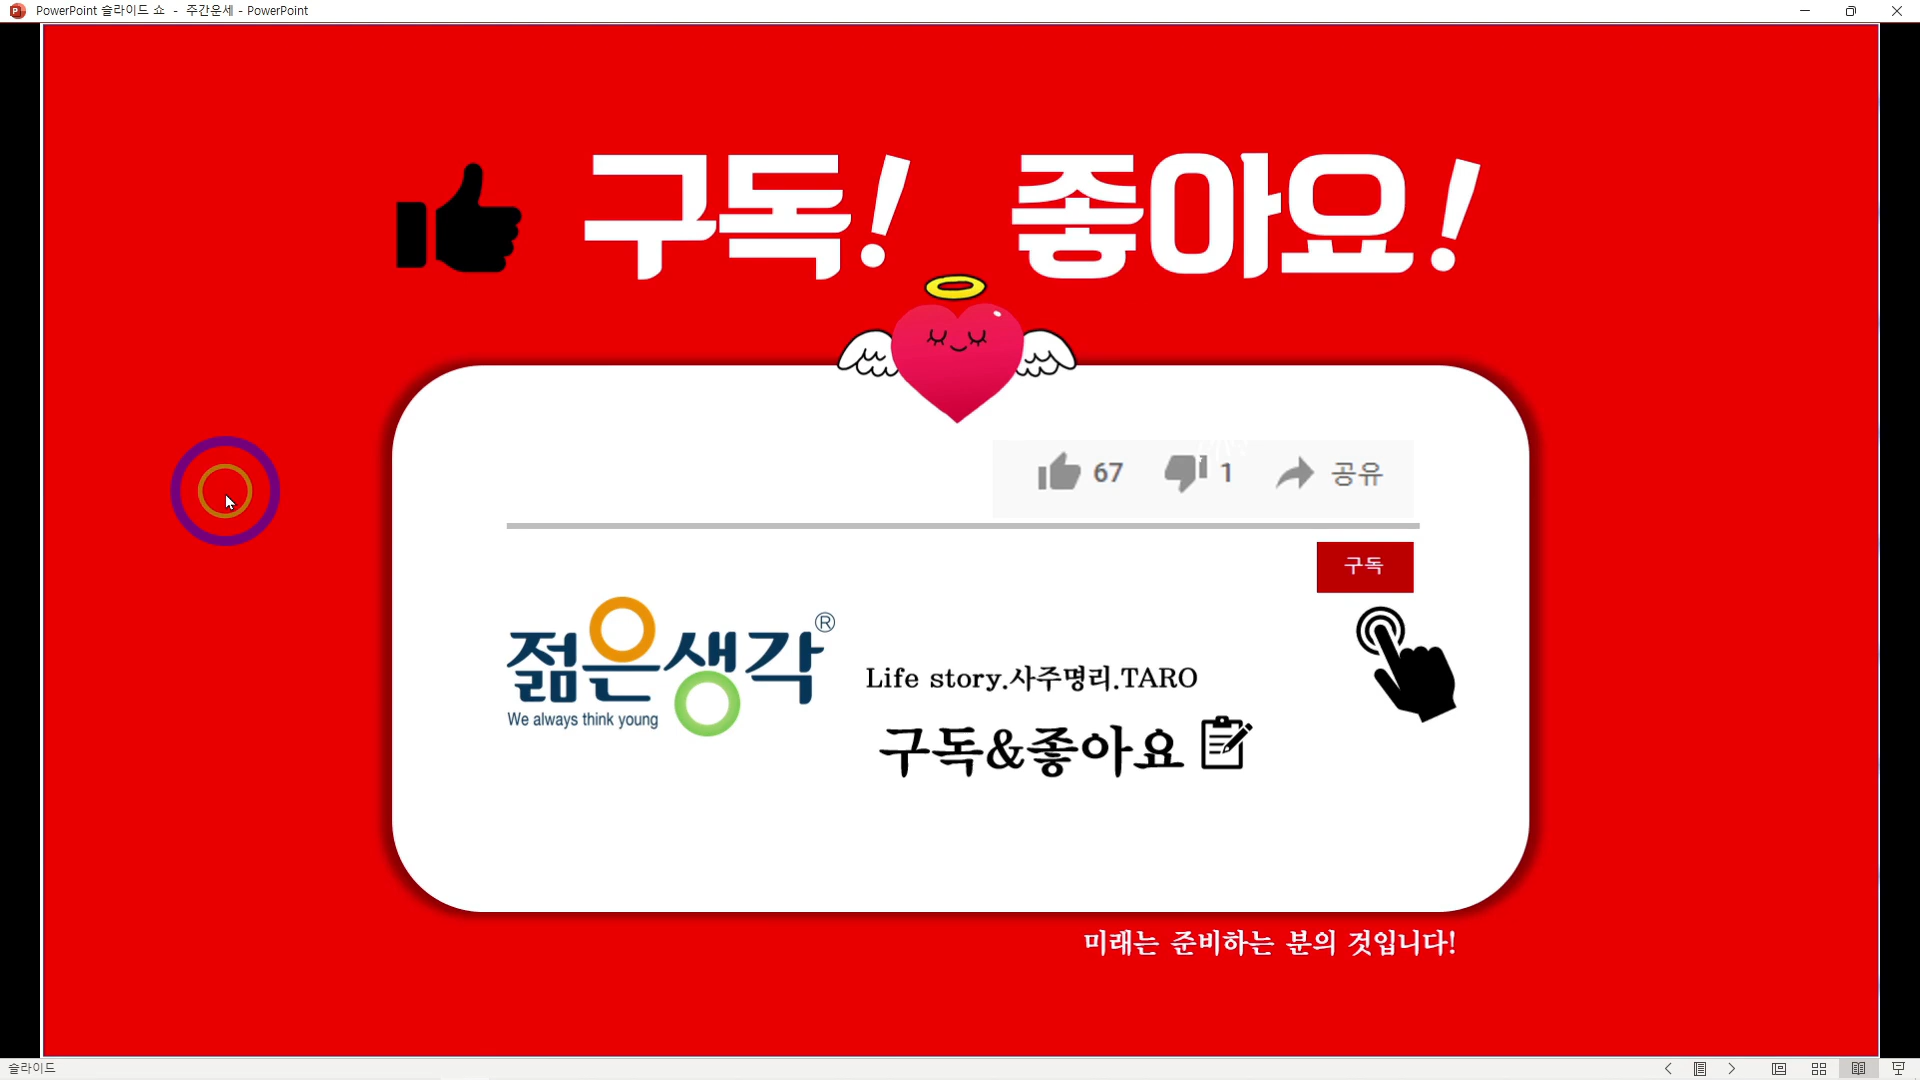 PowerPoint 슬라이드 쇼 - 주간운세 - PowerPoint
구독! 좋아요!
67 1 공유
구독
젊은생각®
We always think young
Life story.사주명리.TARO
구독&좋아요
미래는 준비하는 분의 것입니다!
슬라이드